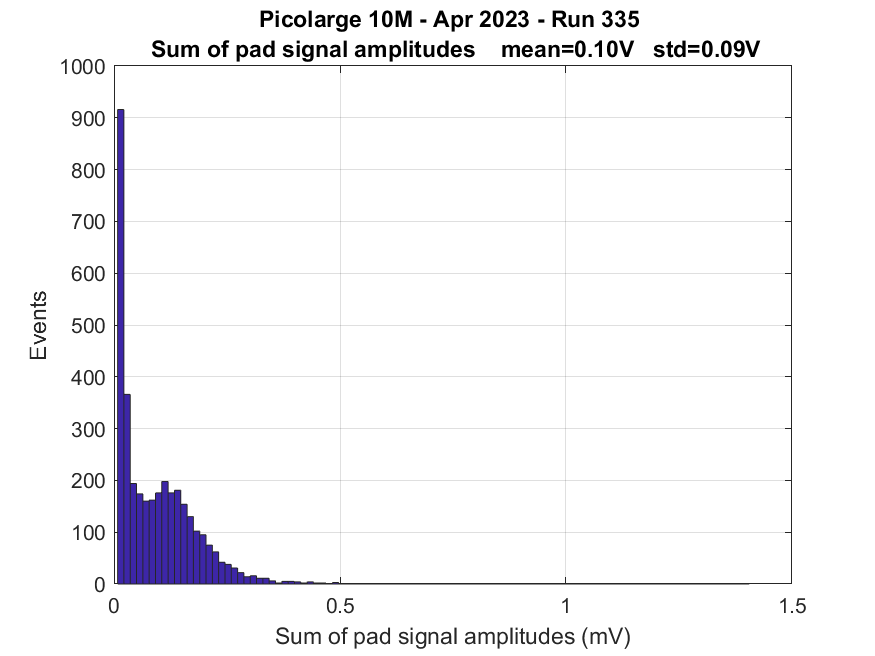 Picolarge 10M - Apr 2023 - Run 335
Sum of pad signal amplitudes mean=0.10V std=0.09V
1000
900
800
700
600
500
400
300
200
100
0
Events
0 0.5 1 1.5
Sum of pad signal amplitudes (mV)